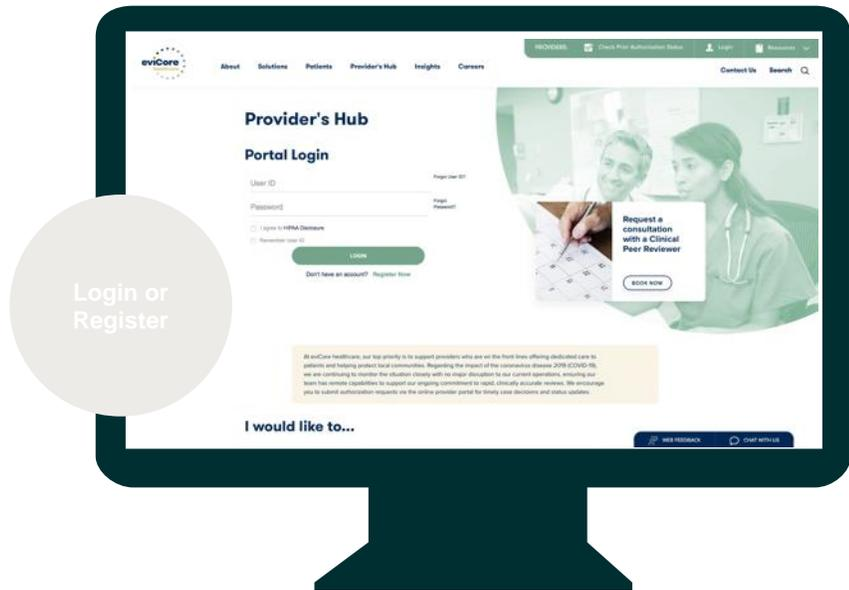 PROVIDERS: Check Prior Authorization Status Login Resources
eviCore
healthcare
About Solutions Patients Provider's Hub Insights Careers
Contact Us Search
Provider's Hub
Portal Login
User ID
Forgot User ID?
Password
Forgot
Password?
I agree to HIPAA Disclosure
Remember User ID
LOGIN
Don't have an account? Register Now
Request a
consultation
with a Clinical
Peer Reviewer
BOOK NOW
Login or
Register
At eviCore healthcare, our top priority is to support providers who are on the front lines offering dedicated care to
patients and helping protect local communities. Regarding the impact of the coronavirus disease 2019 (COVID-19),
we are continuing to monitor the situation closely with no major disruption to our current operations, ensuring our
team has remote capabilities to support our ongoing commitment to rapid, clinically accurate reviews. We encourage
you to submit authorization requests via the online provider portal for timely case decisions and status updates.
I would like to...
WEB FEEDBACK CHAT WITH US